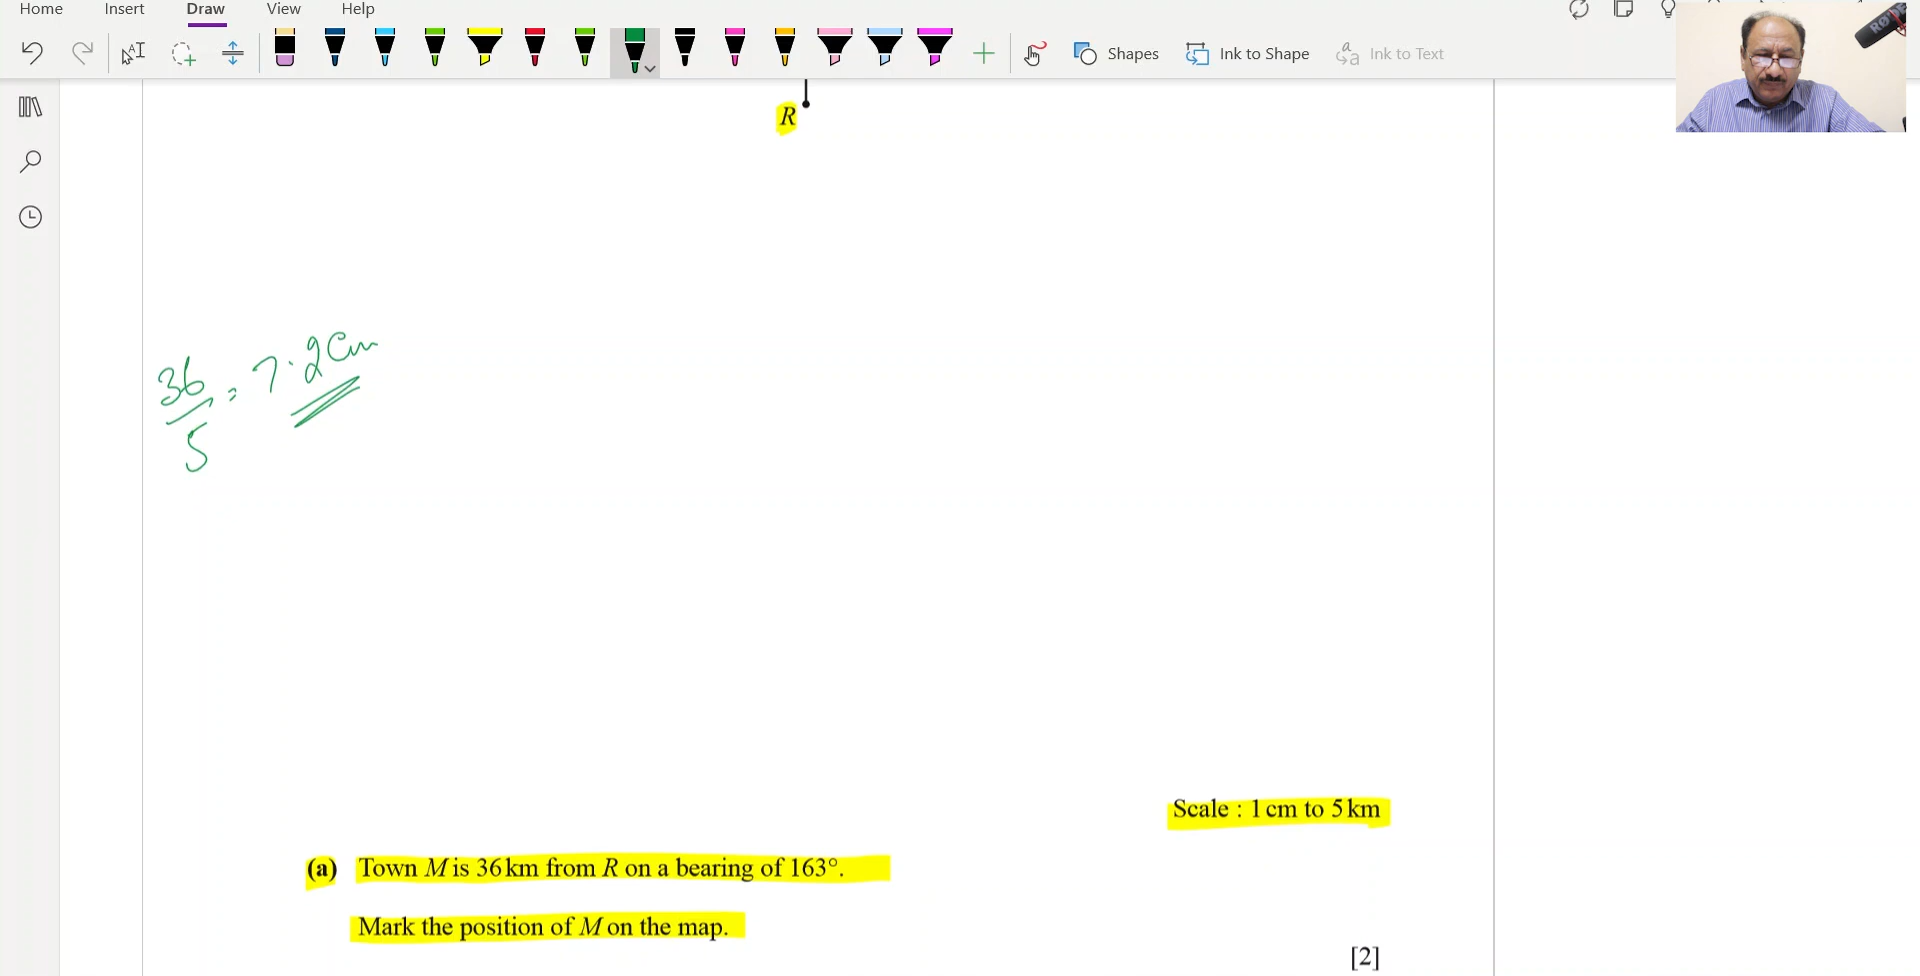 Home Insert Draw View Help
Shapes Ink to Shape Ink to Text
R
36/5 = 7.2 cm
Scale : 1 cm to 5 km
(a) Town M is 36 km from R on a bearing of 163°.
Mark the position of M on the map.
[2]
RØDE